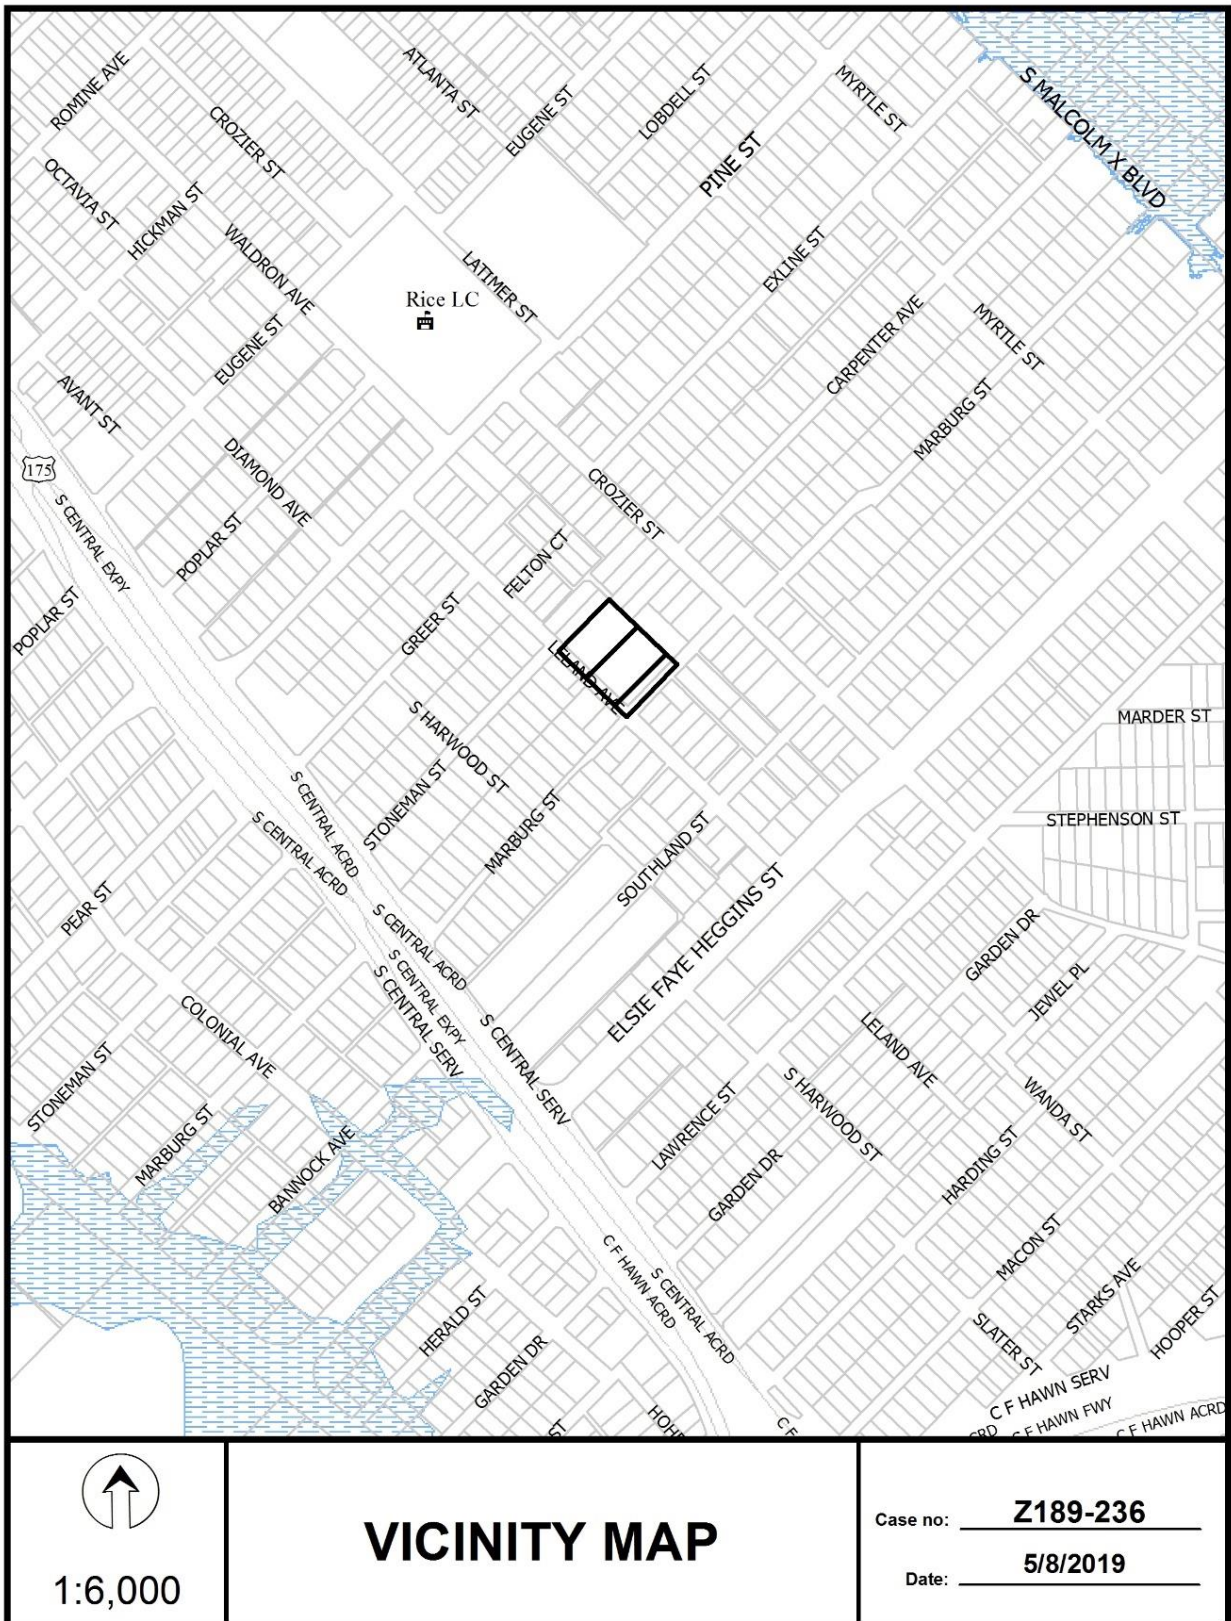 ROMINE AVE
ATLANTA ST
EUGENE ST
LOBDELL ST
MYRTLE ST
S MALCOLM X BLVD
CROZIER ST
PINE ST
OCTAVIA ST
HICKMAN ST
WALDRON AVE
LATIMER ST
EXLINE ST
Rice LC
CARPENTER AVE
MYRTLE ST
EUGENE ST
AVANT ST
MARBURG ST
175
DIAMOND AVE
CROZIER ST
S CENTRAL EXPY
POPLAR ST
FELTON CT
POPLAR ST
GREER ST
LELAND AVE
MARDER ST
S HARWOOD ST
S CENTRAL ACRD
STONEMAN ST
MARBURG ST
STEPHENSON ST
S CENTRAL ACRD
SOUTHLAND ST
PEAR ST
ELSIE FAYE HEGGINS ST
S CENTRAL ACRD
GARDEN DR
S CENTRAL EXPY
JEWEL PL
S CENTRAL SERV
COLONIAL AVE
S CENTRAL SERV
LELAND AVE
STONEMAN ST
MARBURG ST
BANNOCK AVE
LAWRENCE ST
S HARWOOD ST
WANDA ST
HARDING ST
GARDEN DR
MACON ST
C F HAWN ACRD
S CENTRAL ACRD
STARKS AVE
HERALD ST
SLATER ST
HOOPER ST
GARDEN DR
C F HAWN SERV
C F HAWN FWY
C F HAWN ACRD
ST
C F
CRD
VICINITY MAP
1:6,000
Case no: Z189-236
Date: 5/8/2019